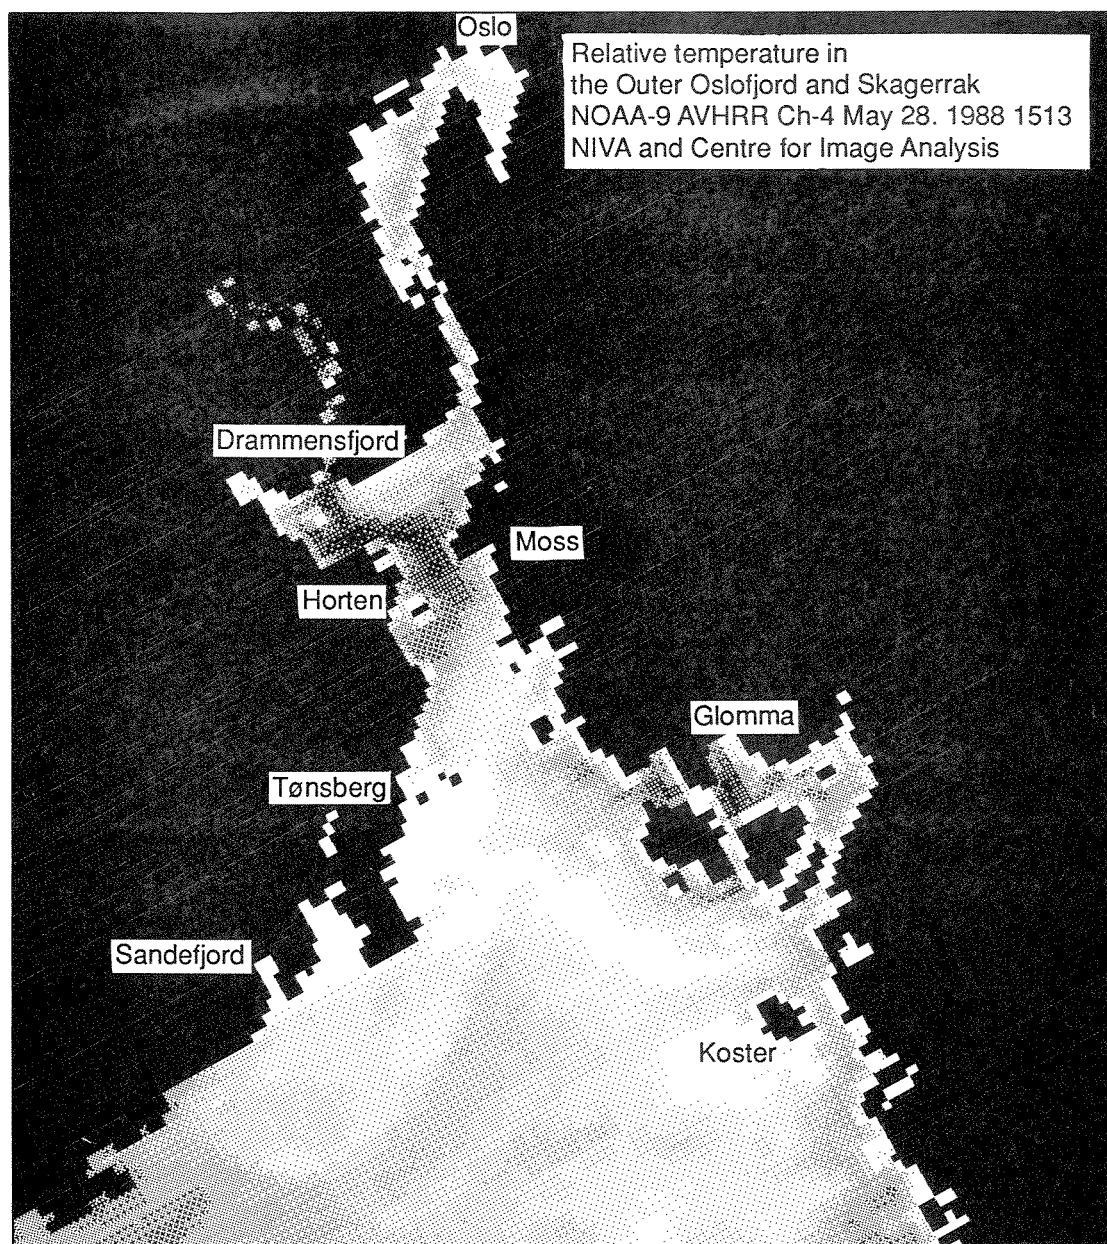 Oslo
Relative temperature in
the Outer Oslofjord and Skagerrak
NOAA-9 AVHRR Ch-4 May 28. 1988 1513
NIVA and Centre for Image Analysis
Drammensfjord
Moss
Horten
Glomma
Tønsberg
Sandefjord
Koster